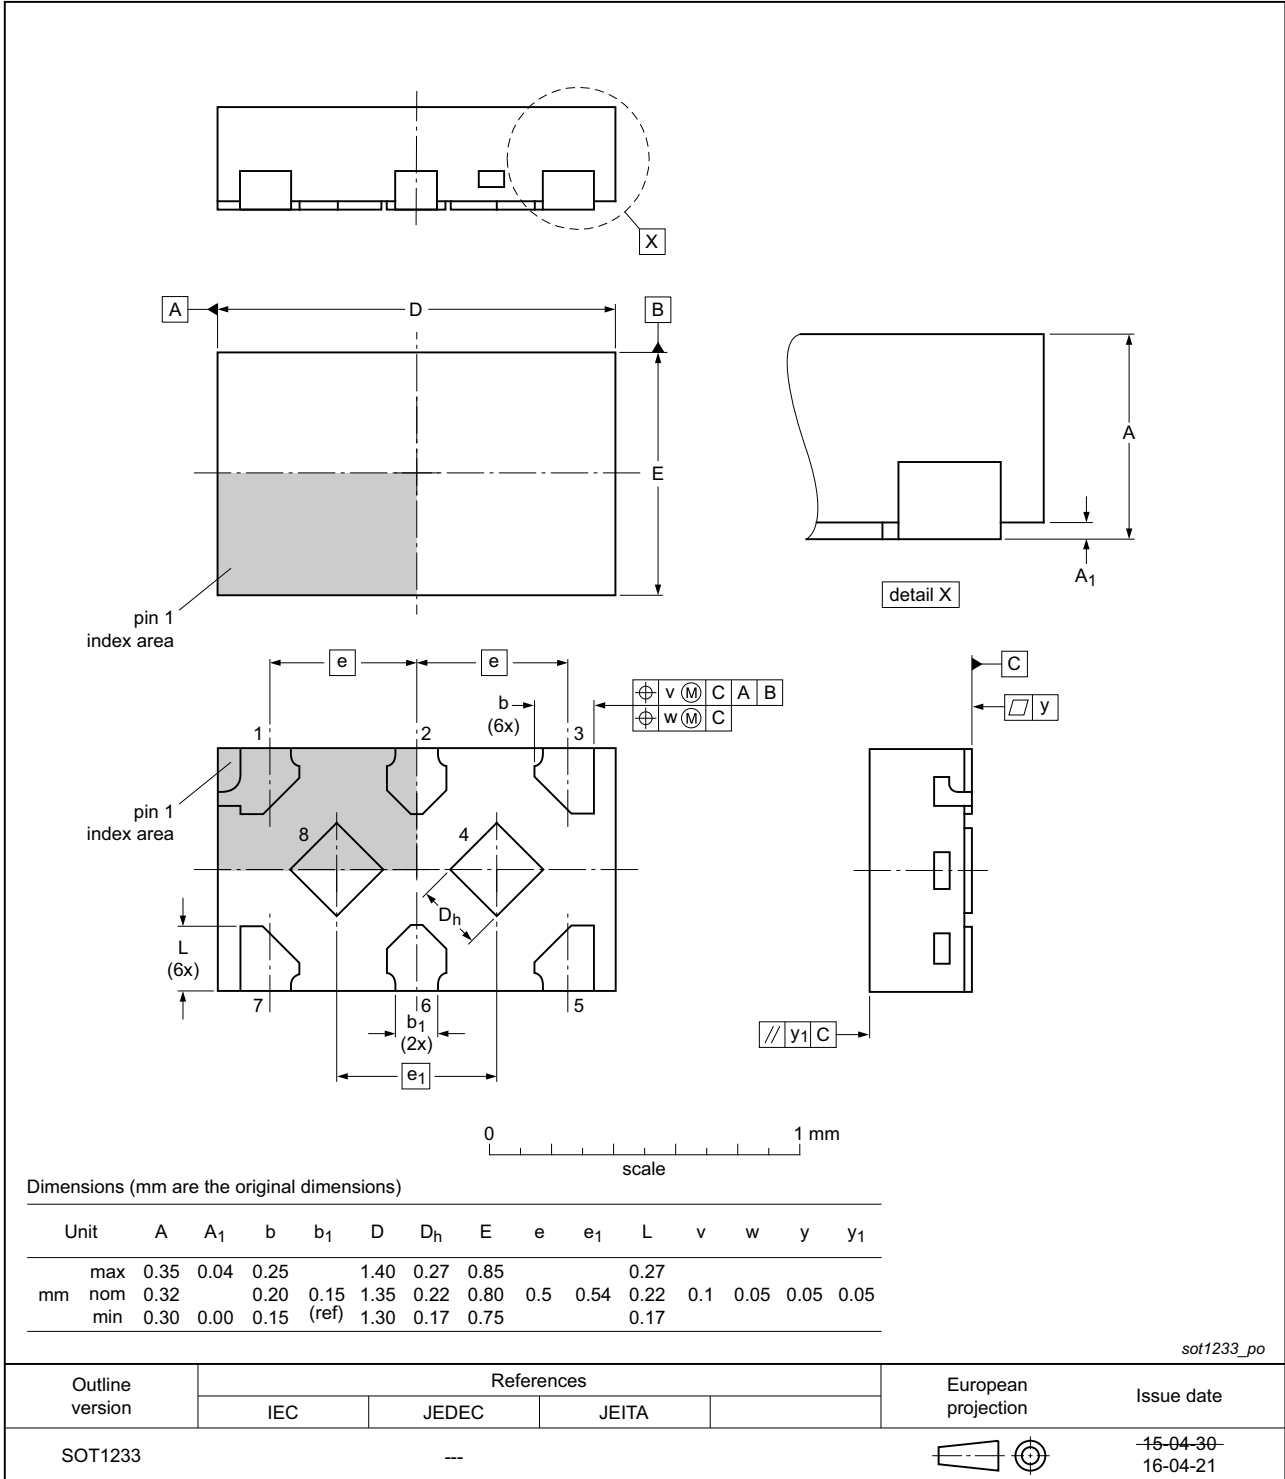 X
A
D
B
E
pin 1
index area
A
A1
detail X
e
e
C
b
(6x)
v Ⓜ C A B
w Ⓜ C
y
1
2
3
pin 1
index area
8
4
Dh
L
(6x)
7
6
5
b1
(2x)
// y1 C
e1
0
1 mm
scale
Dimensions (mm are the original dimensions)
Unit A A1 b b1 D Dh E e e1 L v w y y1
max 0.35 0.04 0.25 1.40 0.27 0.85 0.27
mm nom 0.32 0.20 0.15 1.35 0.22 0.80 0.5 0.54 0.22 0.1 0.05 0.05 0.05
min 0.30 0.00 0.15 (ref) 1.30 0.17 0.75 0.17
sot1233_po
Outline
version
References
IEC JEDEC JEITA
European
projection
Issue date
SOT1233
---
15-04-30
16-04-21